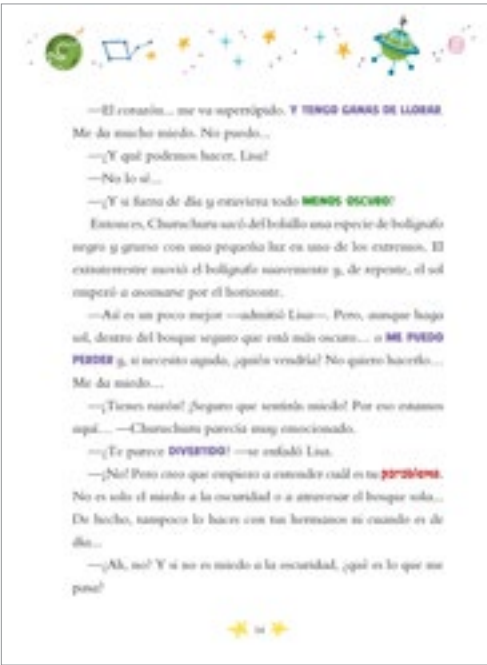 —El corazón... me va superrápido. Y TENGO GANAS DE LLORAR.
Me da mucho miedo. No puedo...
—¿Y qué podemos hacer, Lisa?
—No lo sé...
—¿Y si fuera de día y estuviera todo MENOS OSCURO?
Entonces, Churuchuru sacó del bolsillo una especie de bolígrafo
negro y grueso con una pequeña luz en uno de los extremos. El
extraterrestre movió el bolígrafo suavemente y, de repente, el sol
empezó a asomarse por el horizonte.
—Así es un poco mejor —admitió Lisa—. Pero, aunque haga
sol, dentro del bosque seguro que está más oscuro... o ME PUEDO
PERDER y, si necesito ayuda, ¿quién vendría? No quiero hacerlo...
Me da miedo...
—¡Tienes razón! ¡Seguro que sentirás miedo! Por eso estamos
aquí... —Churuchuru parecía muy emocionado.
—¿Te parece DIVERTIDO? —se enfadó Lisa.
—¡No! Pero creo que empiezo a entender cuál es tu
No es solo el miedo a la oscuridad o a atravesar el bosque sola...
De hecho, tampoco lo haces con tus hermanos ni cuando es de
día...
—¿Ah, no? Y si no es miedo a la oscuridad, ¿qué es lo que me
pasa?